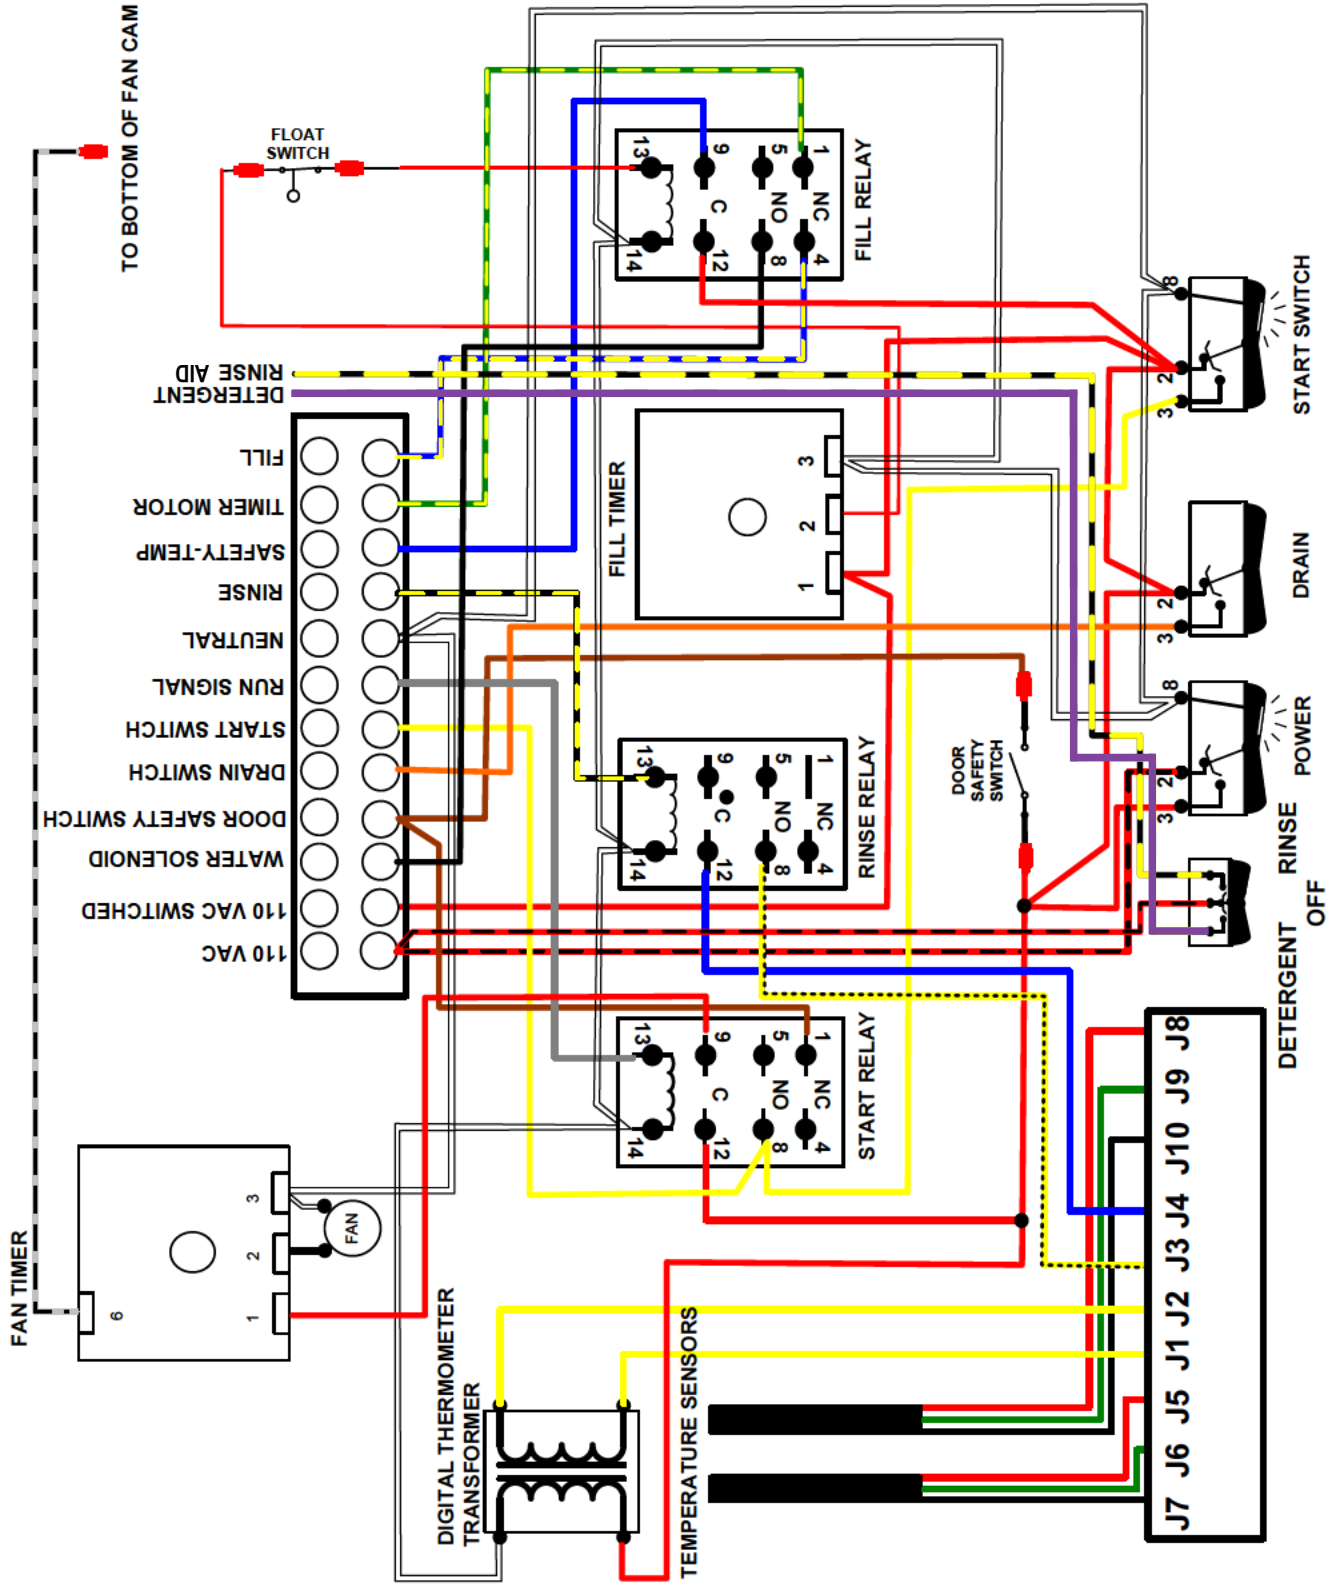 TO BOTTOM OF FAN CAM
FLOAT
SWITCH
13
9
5
1
C
NO
NC
14
12
8
4
FILL RELAY
RINSE AID
DETERGENT
FILL
TIMER MOTOR
SAFETY-TEMP
RINSE
NEUTRAL
RUN SIGNAL
START SWITCH
DRAIN SWITCH
DOOR SAFETY SWITCH
WATER SOLENOID
110 VAC SWITCHED
110 VAC
FILL TIMER
3
2
1
8
2
3
START SWITCH
2
3
DRAIN
8
2
3
POWER
DOOR
SAFETY
SWITCH
13
9
5
1
C
NO
NC
14
12
8
4
RINSE RELAY
RINSE
OFF
DETERGENT
13
9
5
1
C
NO
NC
14
12
8
4
START RELAY
FAN TIMER
6
3
2
1
FAN
DIGITAL THERMOMETER
TRANSFORMER
TEMPERATURE SENSORS
J8
J9
J10
J4
J3
J2
J1
J5
J6
J7